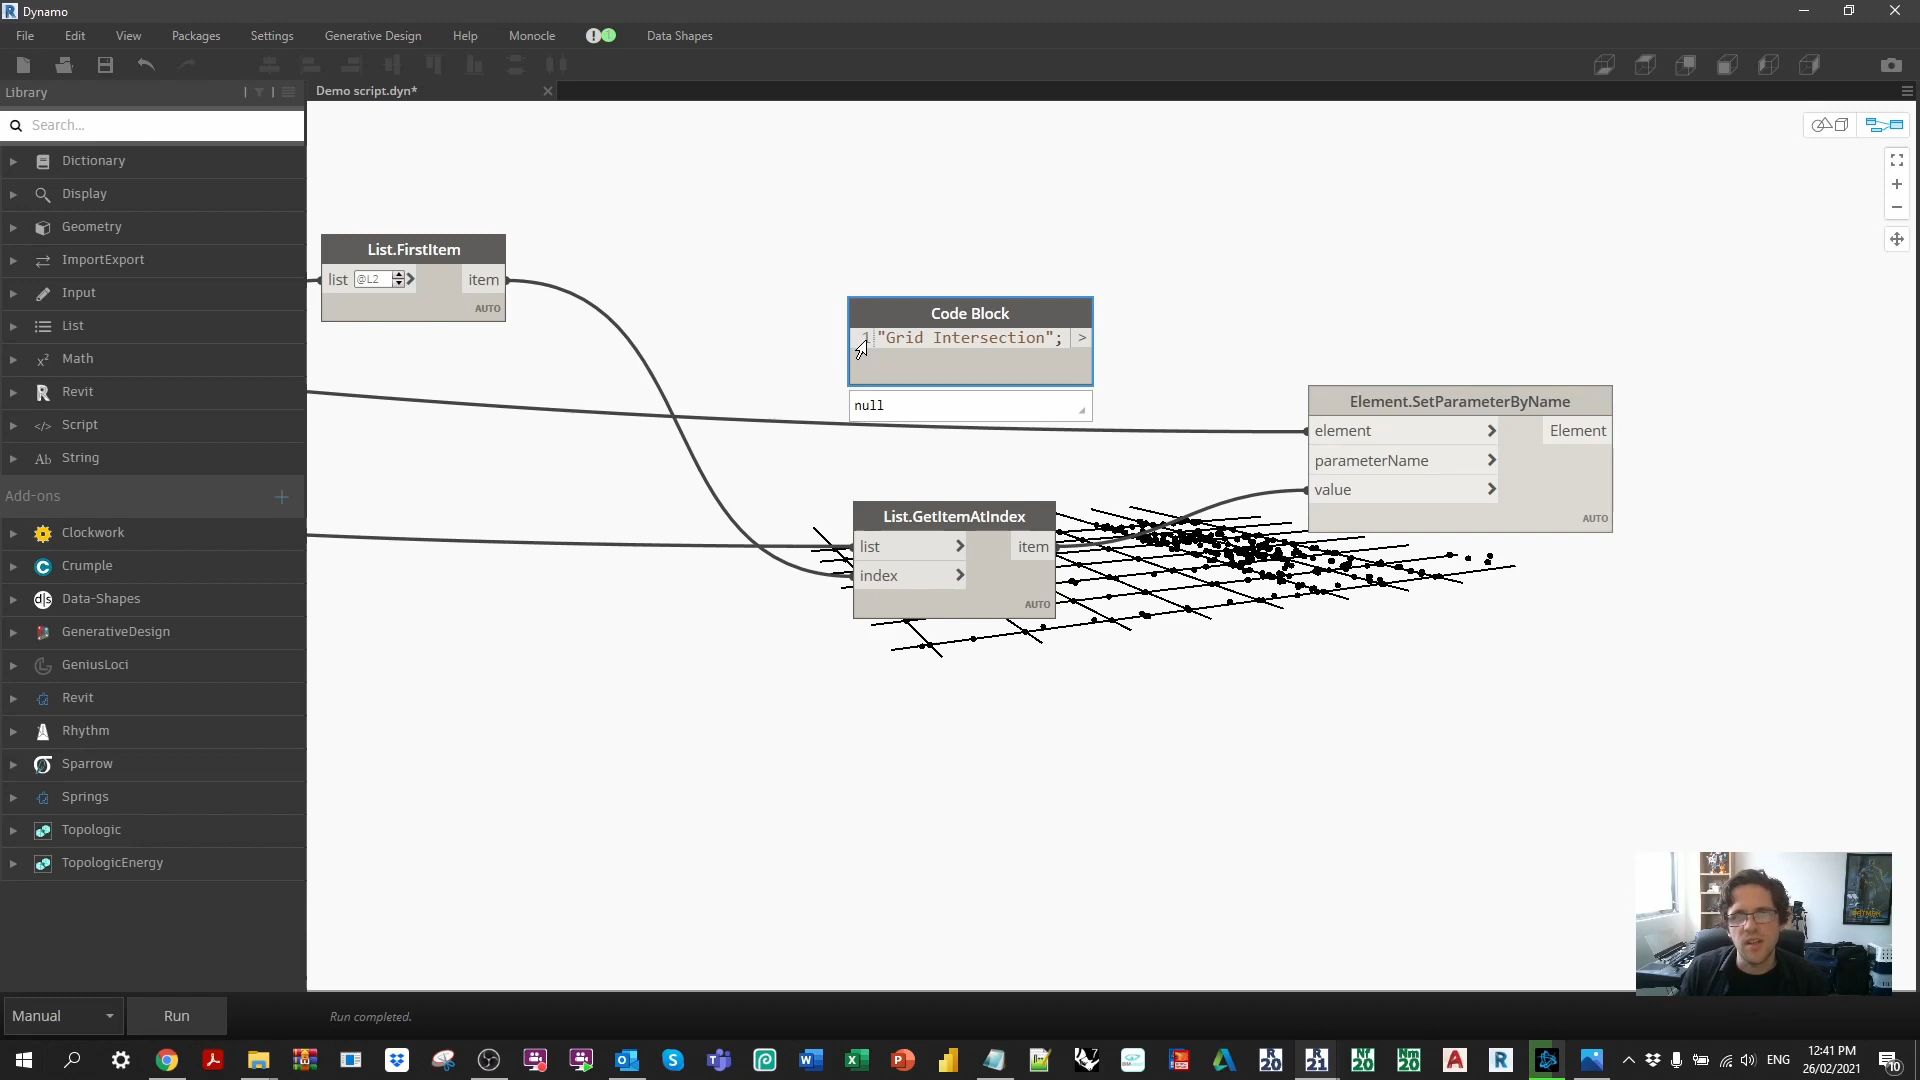 Dynamo
File Edit View Packages Settings Generative Design Help Monocle Data Shapes
Library
Demo script.dyn*
Search...
Dictionary
Display
Geometry
ImportExport
Input
List
Math
Revit
Script
String
Add-ons
Clockwork
Crumple
Data-Shapes
GenerativeDesign
GeniusLoci
Revit
Rhythm
Sparrow
Springs
Topologic
TopologicEnergy
List.FirstItem
list @L2 > item
AUTO
Code Block
1 "Grid Intersection"; >
null
Element.SetParameterByName
element > Element
parameterName >
value >
AUTO
List.GetItemAtIndex
list > item
index >
AUTO
Manual
Run
Run completed.
ENG
12:41 PM
26/02/2021
10